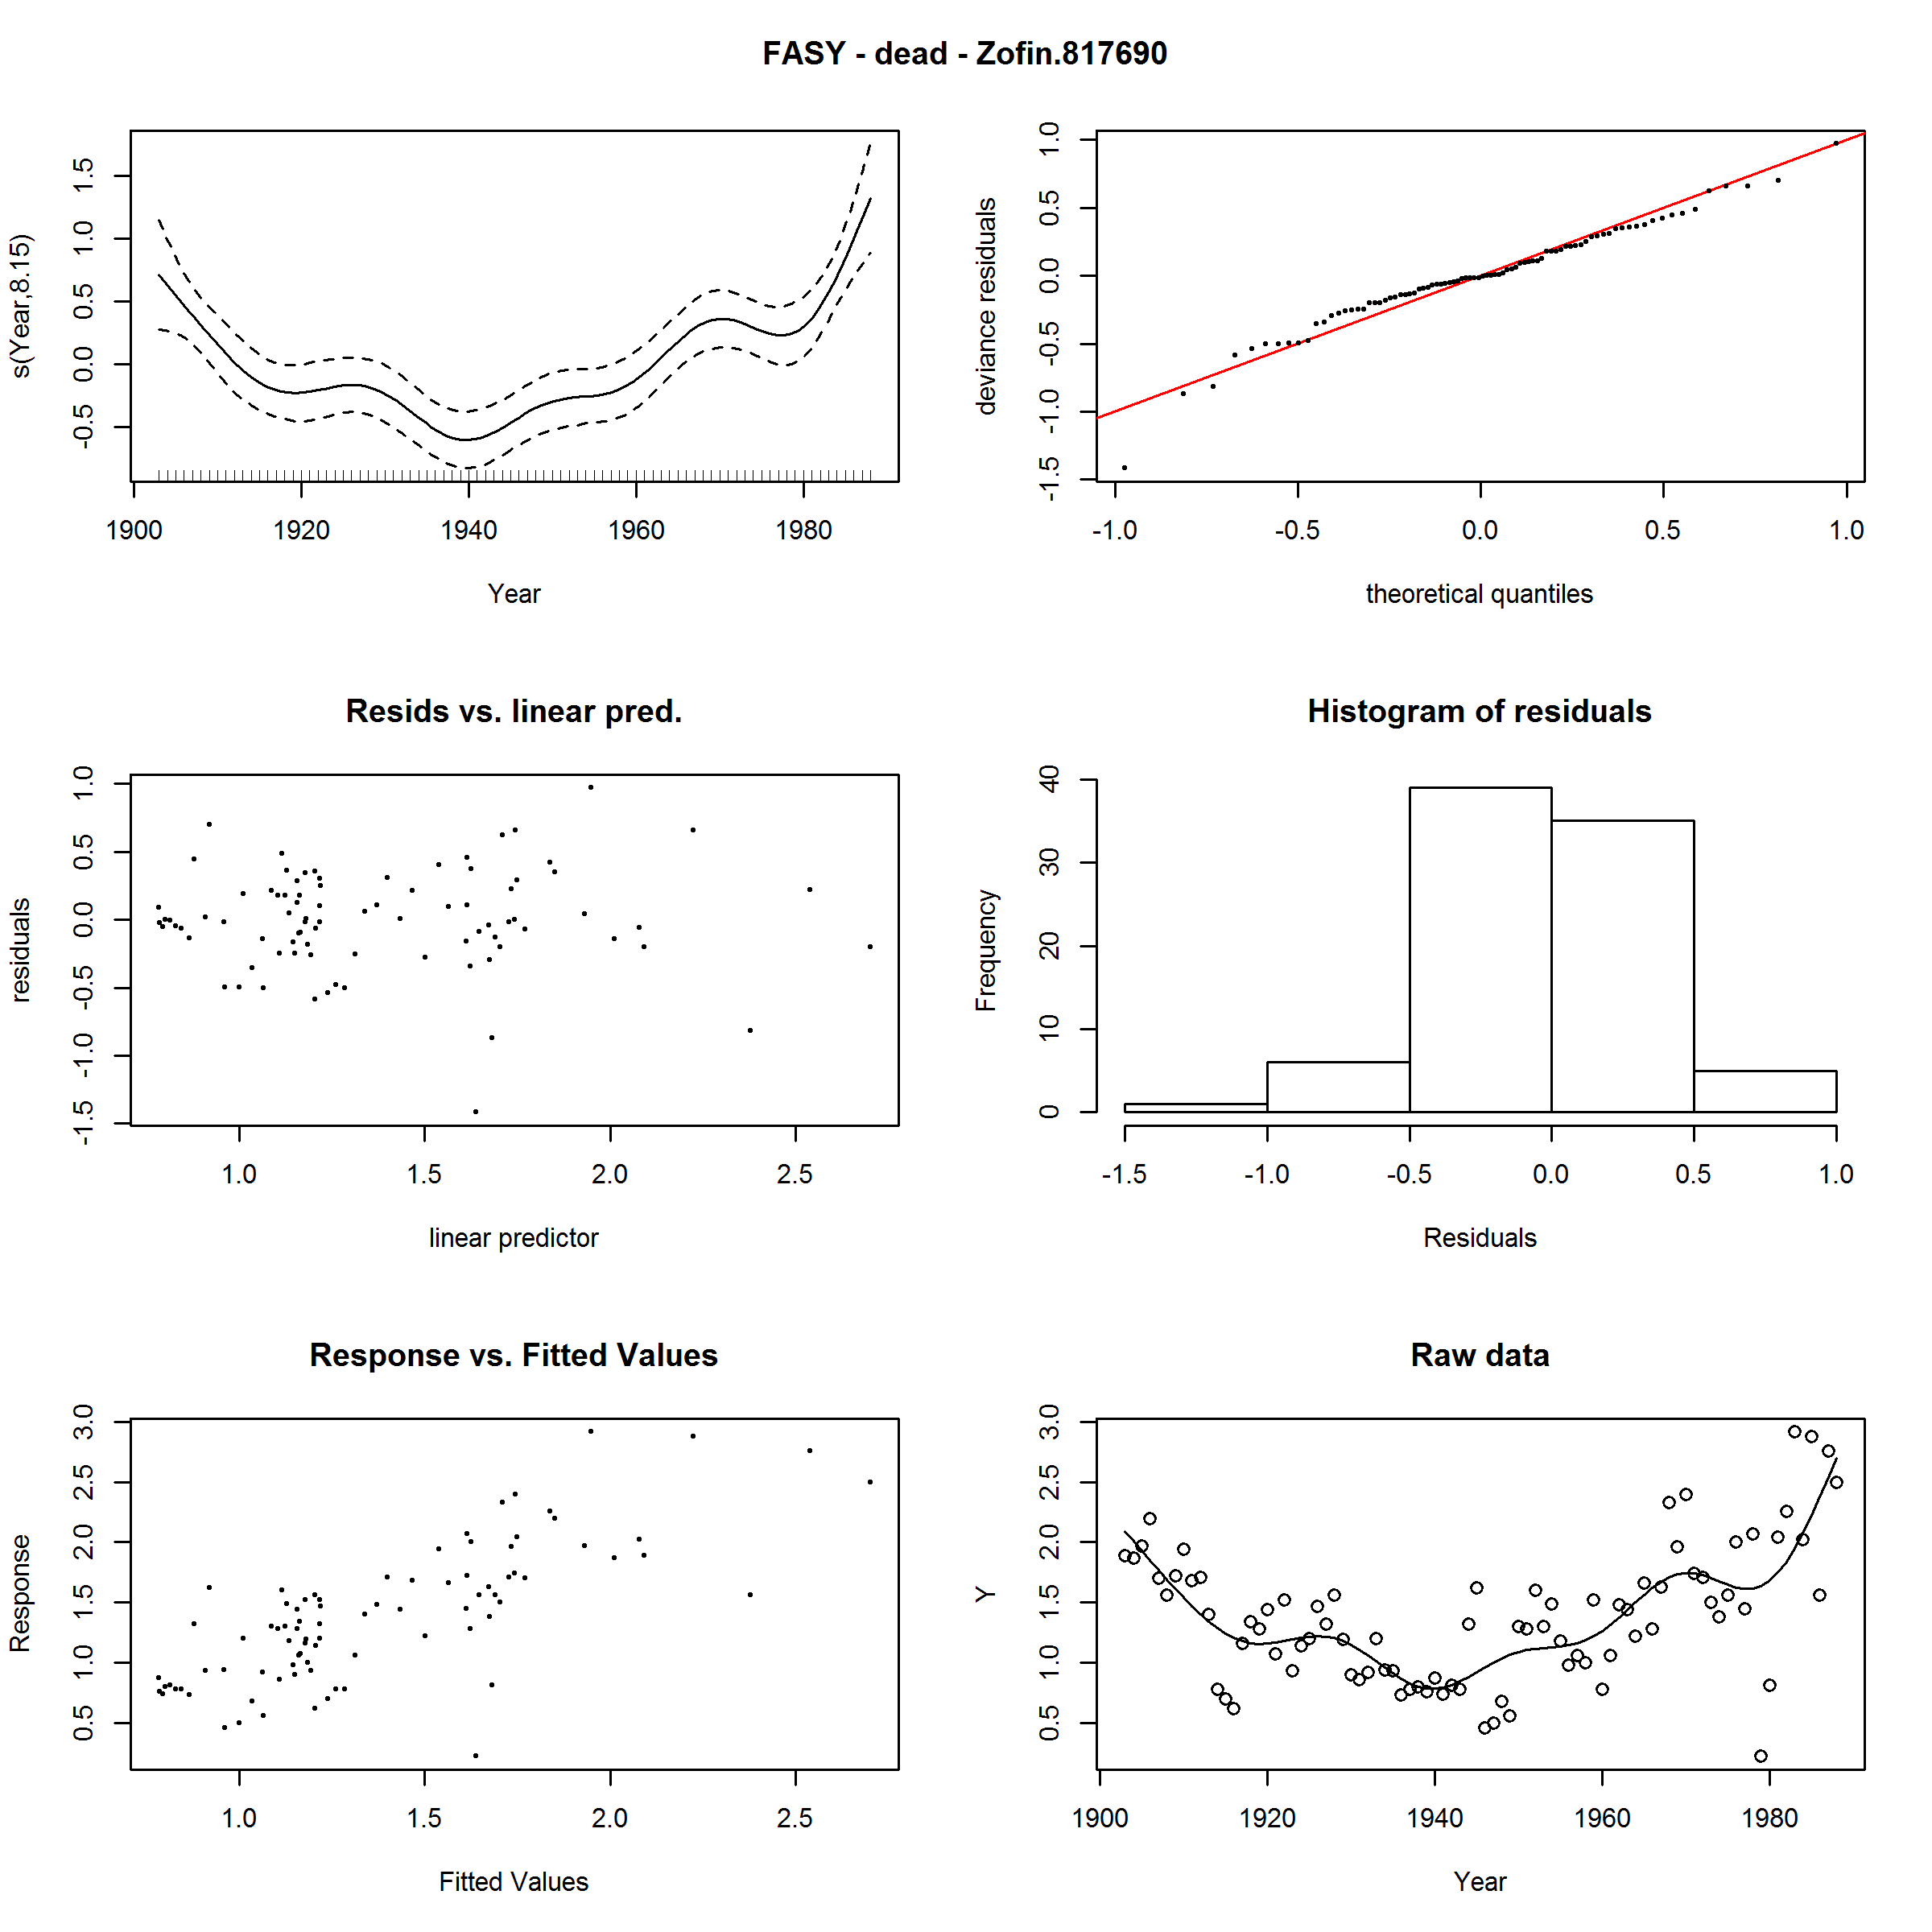 FASY - dead - Zofin.817690
s(Year,8.15)
-0.5 0.0 0.5 1.0 1.5
1900 1920 1940 1960 1980
Year
deviance residuals
-1.5 -1.0 -0.5 0.0 0.5 1.0
-1.0 -0.5 0.0 0.5 1.0
theoretical quantiles
Resids vs. linear pred.
residuals
-1.5 -1.0 -0.5 0.0 0.5 1.0
1.0 1.5 2.0 2.5
linear predictor
Histogram of residuals
Frequency
0 10 20 30 40
-1.5 -1.0 -0.5 0.0 0.5 1.0
Residuals
Response vs. Fitted Values
Response
0.5 1.0 1.5 2.0 2.5 3.0
1.0 1.5 2.0 2.5
Fitted Values
Raw data
Y
0.5 1.0 1.5 2.0 2.5 3.0
1900 1920 1940 1960 1980
Year